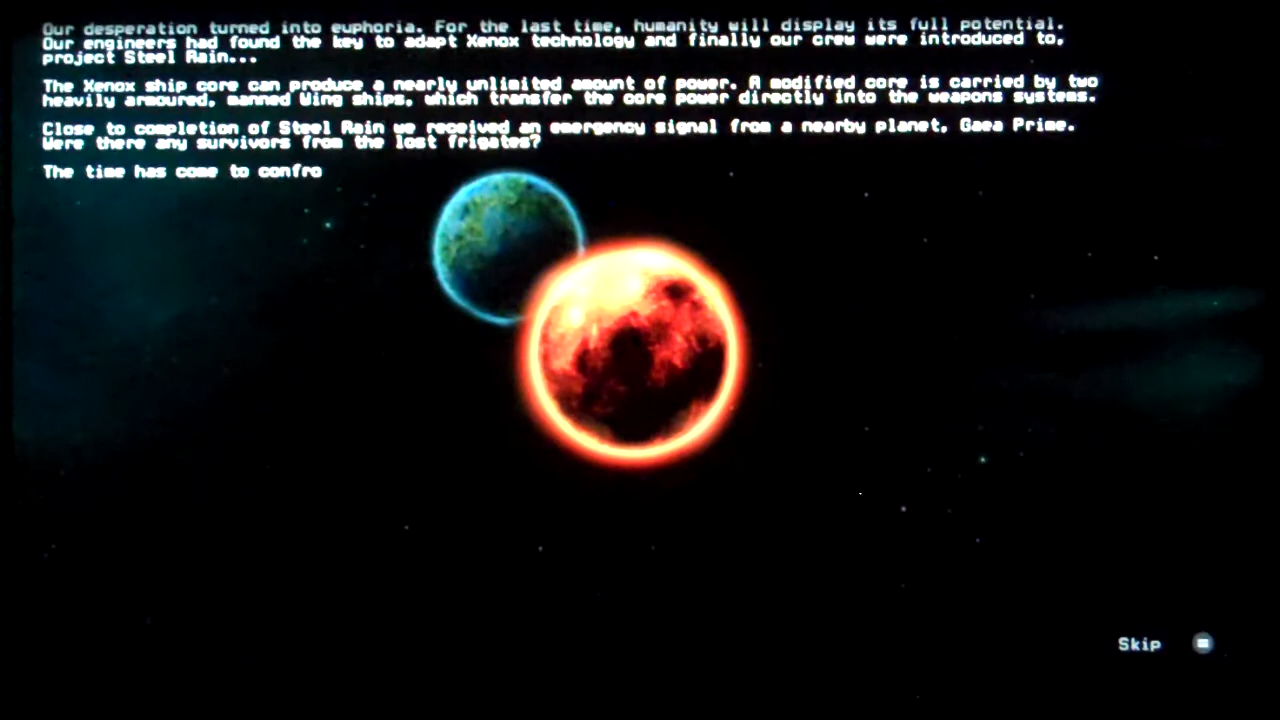 Our desperation turned into euphoria. For the last time, humanity will display its full potential.
Our engineers had found the key to adapt Xenox technology and finally our crew were introduced to,
project Steel Rain...
The Xenox ship core can produce a nearly unlimited amount of power. A modified core is carried by two
heavily armoured, manned Wing ships, which transfer the core power directly into the weapons systems.
Close to completion of Steel Rain we received an emergency signal from a nearby planet, Gaea Prime.
Were there any survivors from the lost frigates?
The time has come to confro
Skip